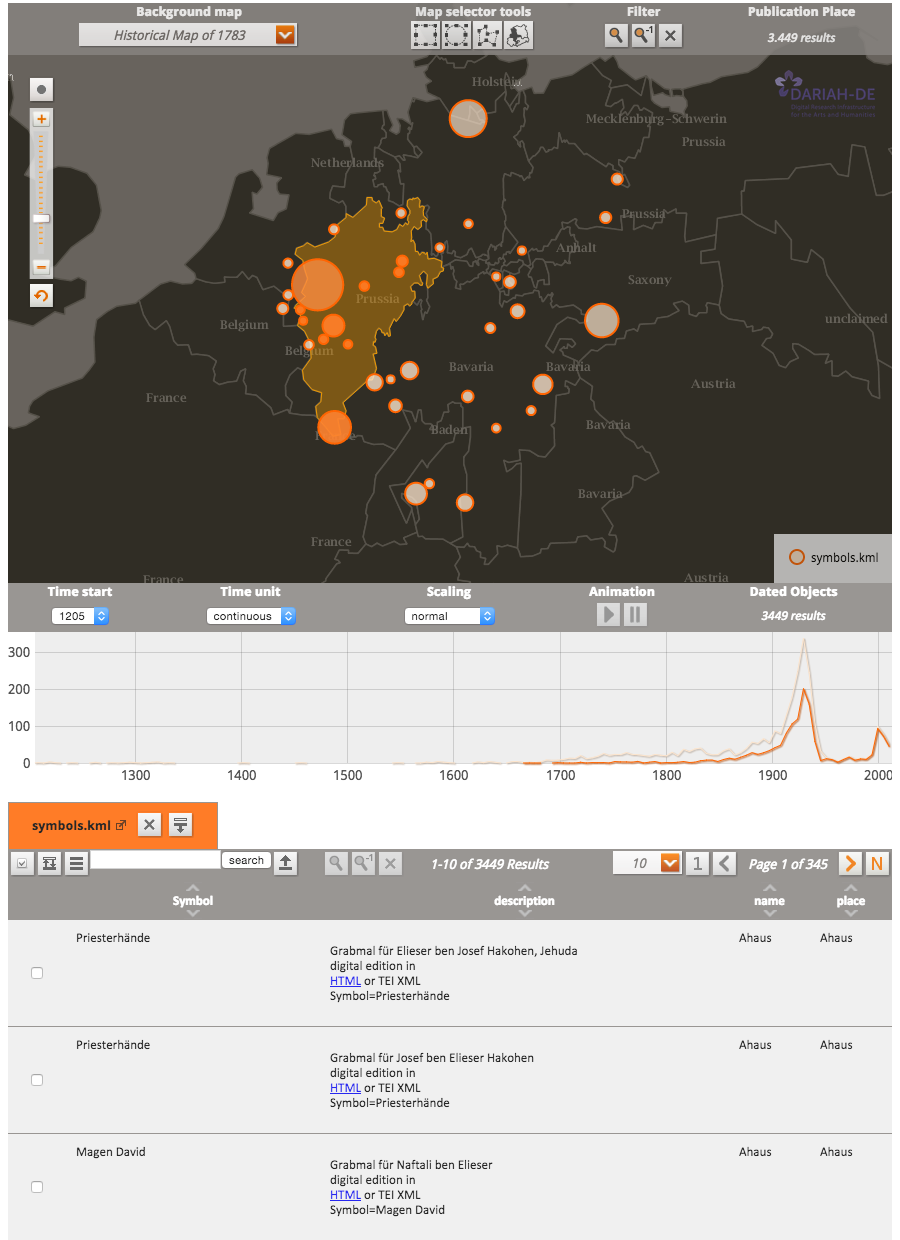 Background map
Map selector tools
Filter
Publication Place
Historical Map of 1783
-1
3.449 results
Holstein
DARIAH-DE
Digital Research Infrastructure
for the Arts and Humanities
Mecklenburg-Schwerin
Prussia
Netherlands
Prussia
Anhalt
Saxony
Prussia
Belgium
unclaimed
Belgium
Bavaria
Bavaria
Austria
France
Baden
Bavaria
Bavaria
France
symbols.kml
France
Austria
Time start
Time unit
Scaling
Animation
Dated Objects
1205
continuous
normal
3449 results
300
200
100
0
1300
1400
1500
1600
1700
1800
1900
2000
symbols.kml
search
-1
1-10 of 3449 Results
10
1
Page 1 of 345
N
Symbol
description
name
place
Priesterhände
Ahaus
Ahaus
Grabmal für Elieser ben Josef Hakohen, Jehuda
digital edition in
HTML or TEI XML
Symbol=Priesterhände
Priesterhände
Ahaus
Ahaus
Grabmal für Josef ben Elieser Hakohen
digital edition in
HTML or TEI XML
Symbol=Priesterhände
Magen David
Ahaus
Ahaus
Grabmal für Naftali ben Elieser
digital edition in
HTML or TEI XML
Symbol=Magen David